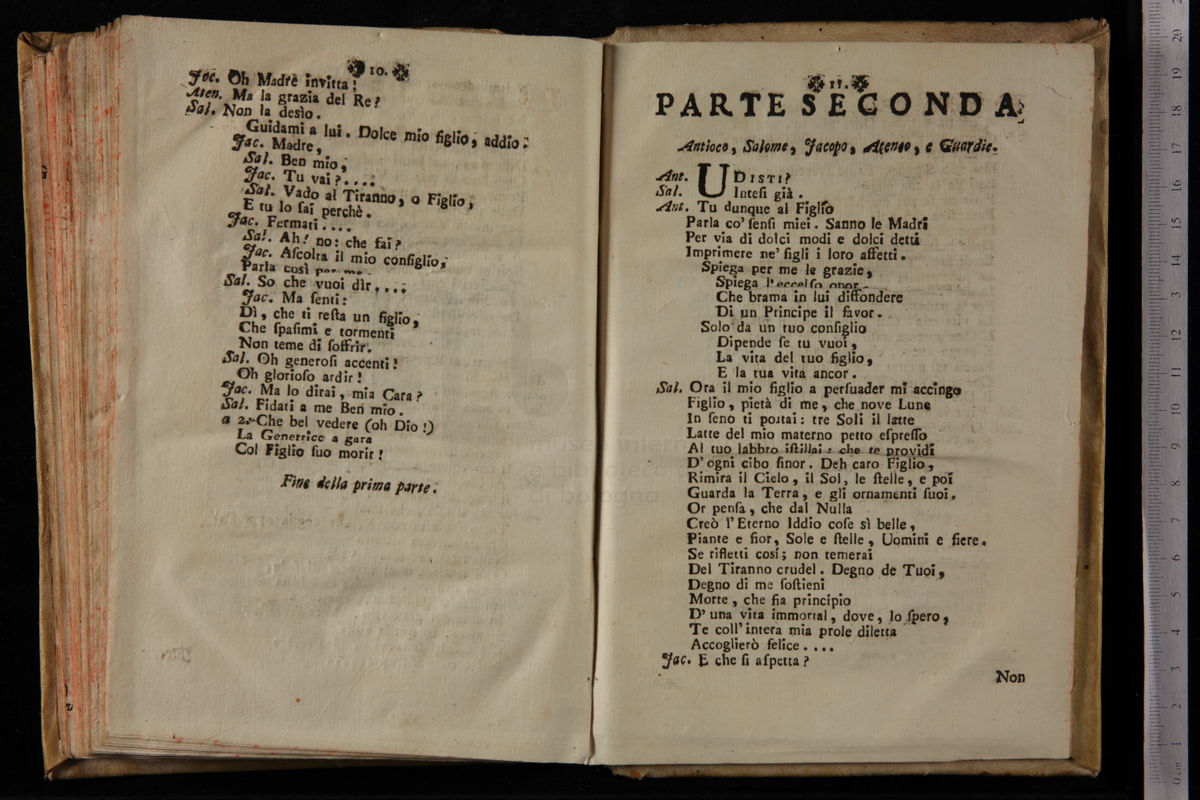 10.
Joc. Oh Madre invitta!
Aten. Ma la grazia del Re?
Sal. Non la desìo.
Guidami a lui. Dolce mio figlio, addio.
Jac. Madre,
Sal. Ben mio,
Jac. Tu vai?....
Sal. Vado al Tiranno, o Figlio,
E tu lo sai perchè.
Jac. Fermati....
Sal. Ah! no: che fai?
Jac. Ascolta il mio consiglio,
Parla così per me.
Sal. So che vuoi dir....
Jac. Ma senti:
Dì, che ti resta un figlio,
Che spasimi e tormenti
Non teme di soffrir.
Sal. Oh generosi accenti!
Oh glorioso ardir!
Jac. Ma lo dirai, mia Cara?
Sal. Fidati a me Ben mio.
a 2. Che bel vedere (oh Dio!)
La Genetrice a gara
Col Figlio suo morir!
Fine della prima parte.
11.
PARTE SECONDA
Antioco, Salome, Jacopo, Ateneo, e Guardie.
Ant. UDISTI?
Sal. Intesi già.
Ant. Tu dunque al Figlio
Parla co' sensi miei. Sanno le Madri
Per via di dolci modi e dolci detti
Imprimere ne' figli i loro affetti.
Spiega per me le grazie,
Spiega l'eccelso onor
Che brama in lui diffondere
Di un Principe il favor.
Solo da un tuo consiglio
Dipende se tu vuoi,
La vita del tuo figlio,
E la tua vita ancor.
Sal. Ora il mio figlio a persuader mi accingo
Figlio, pietà di me, che nove Lune
In seno ti portai: tre Soli il latte
Latte del mio materno petto espresso
Al tuo labbro istillai: che te providi
D'ogni cibo finor. Deh caro Figlio,
Rimira il Cielo, il Sol, le stelle, e poi
Guarda la Terra, e gli ornamenti suoi.
Or pensa, che dal Nulla
Creò l'Eterno Iddio cose sì belle,
Piante e fior, Sole e stelle, Uomini e fiere.
Se rifletti così; non temerai
Del Tiranno crudel. Degno de Tuoi,
Degno di me sostieni
Morte, che sia principio
D'una vita immortal, dove, lo spero,
Te coll'intera mia prole diletta
Accoglierò felice....
Jac. E che si aspetta?
Non